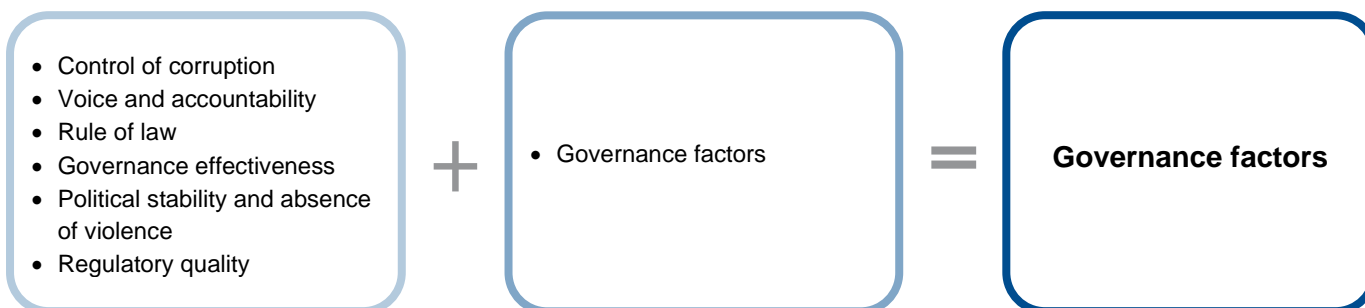 • Control of corruption
• Voice and accountability
• Rule of law
• Governance effectiveness
• Political stability and absence
of violence
• Regulatory quality
+
• Governance factors
=
Governance factors